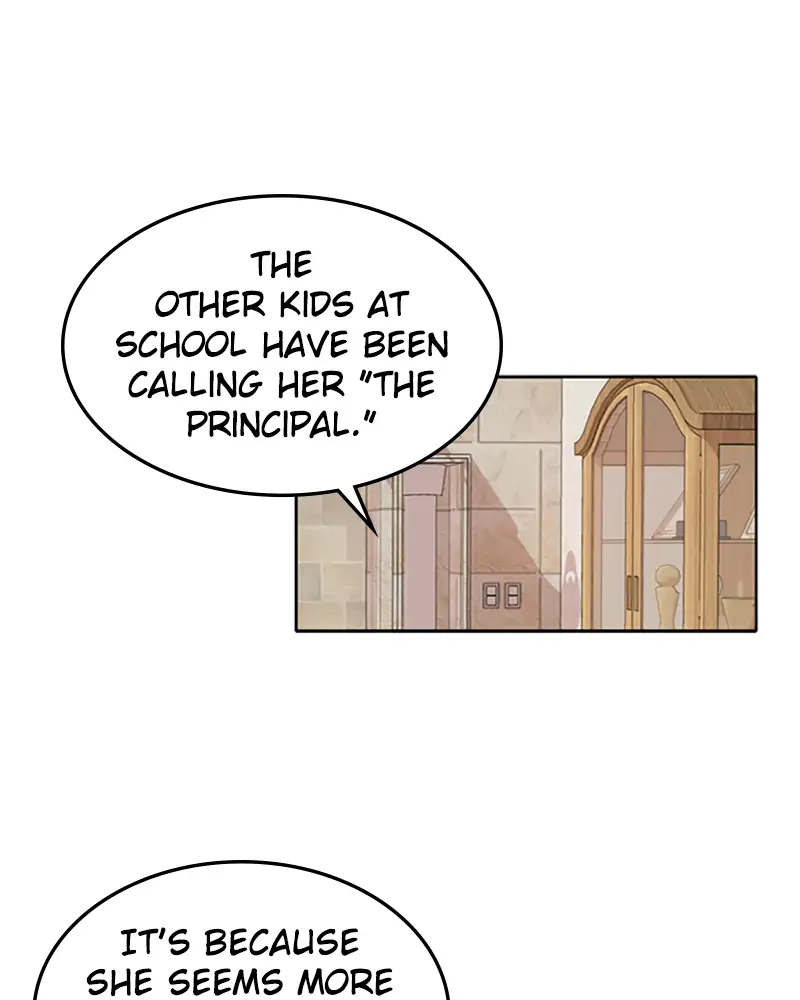 THE
OTHER KIDS AT
SCHOOL HAVE BEEN
CALLING HER "THE
PRINCIPAL."
IT'S BECAUSE
SHE SEEMS MORE